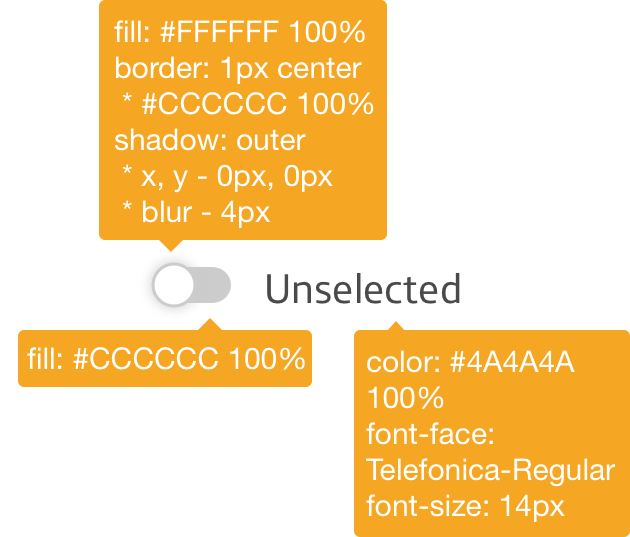 fill: #FFFFFF 100%
border: 1px center
* #CCCCCC 100%
shadow: outer
* x, y - 0px, 0px
* blur - 4px
Unselected
fill: #CCCCCC 100%
color: #4A4A4A
100%
font-face:
Telefonica-Regular
font-size: 14px